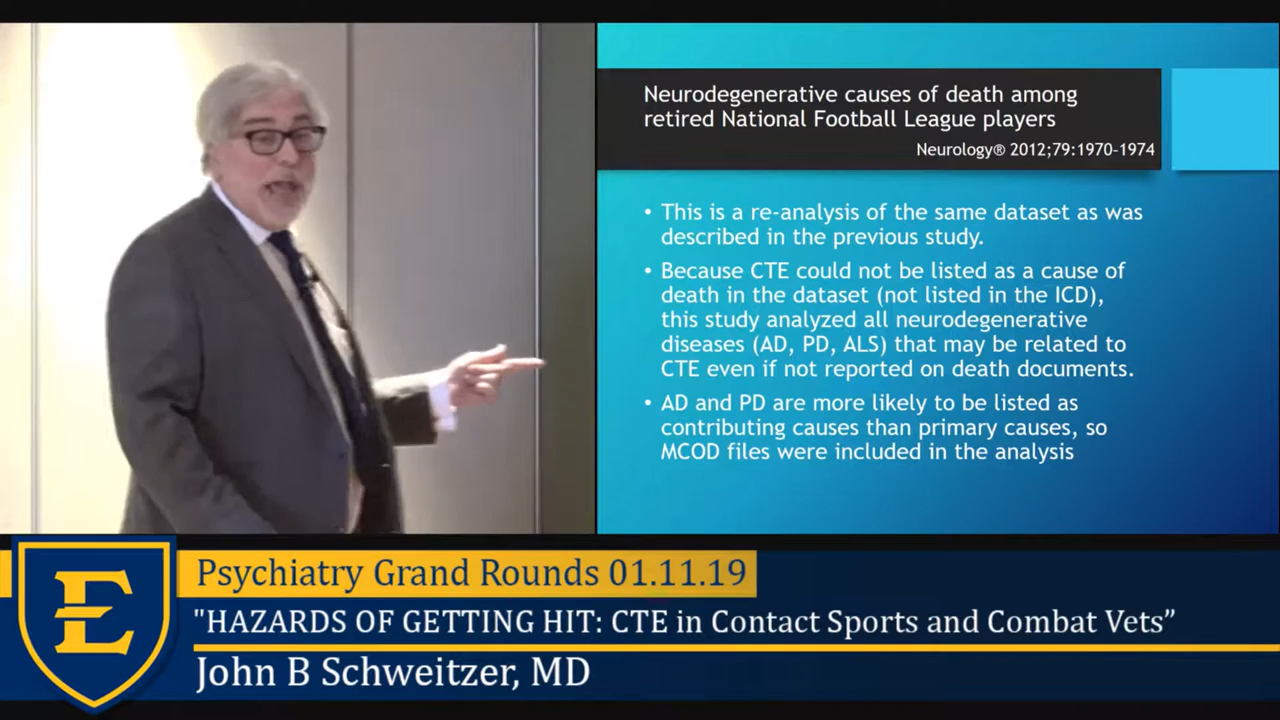 Neurodegenerative causes of death among
retired National Football League players
Neurology® 2012;79:1970-1974
• This is a re-analysis of the same dataset as was
described in the previous study.
• Because CTE could not be listed as a cause of
death in the dataset (not listed in the ICD),
this study analyzed all neurodegenerative
diseases (AD, PD, ALS) that may be related to
CTE even if not reported on death documents.
• AD and PD are more likely to be listed as
contributing causes than primary causes, so
MCOD files were included in the analysis
E
Psychiatry Grand Rounds 01.11.19
"HAZARDS OF GETTING HIT: CTE in Contact Sports and Combat Vets”
John B Schweitzer, MD